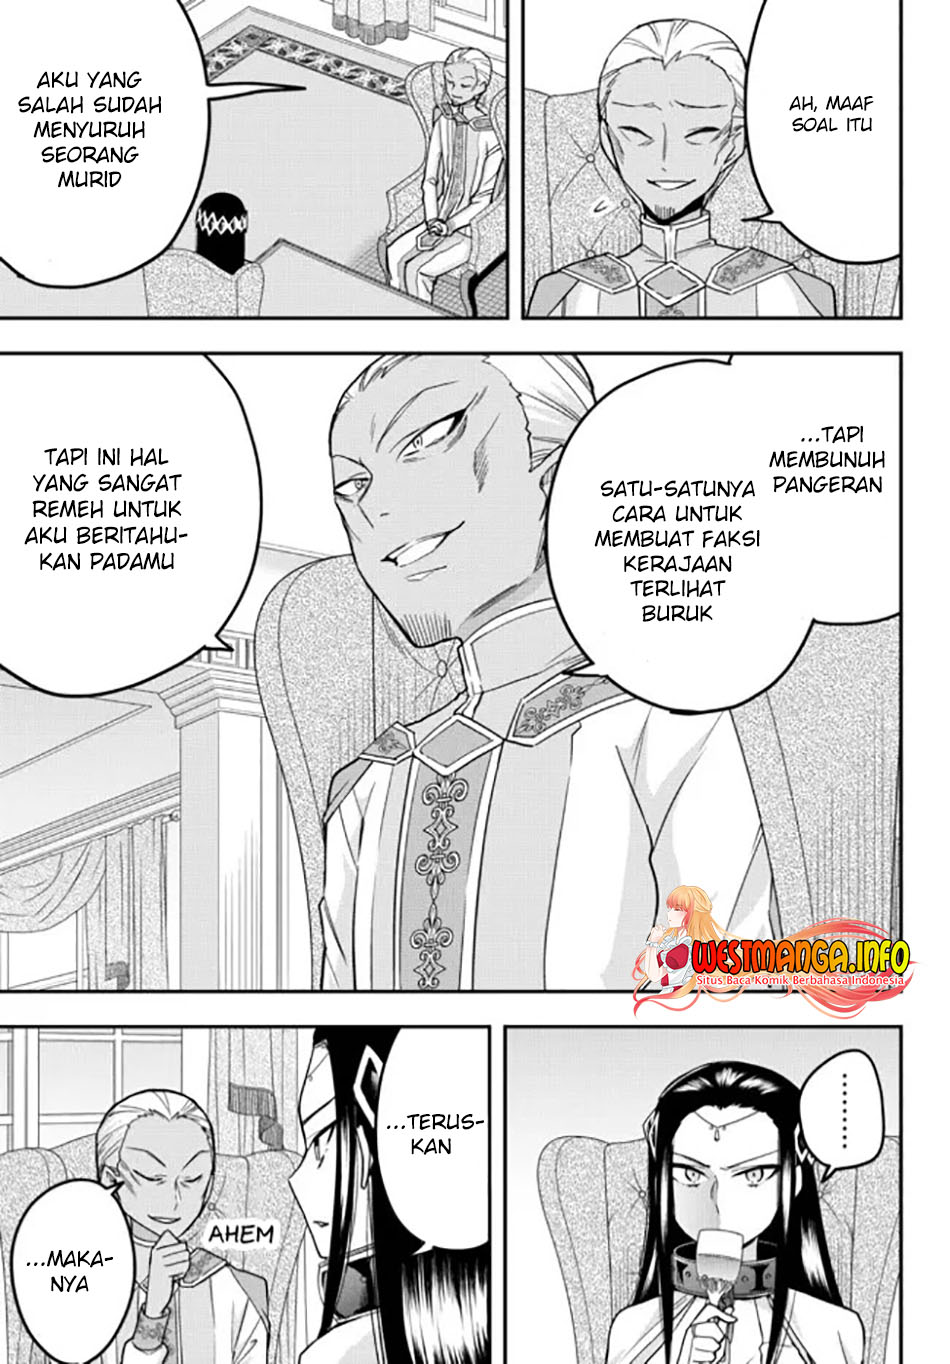 AH, MAAF
SOAL ITU
AKU YANG
SALAH SUDAH
MENYURUH
SEORANG
MURID
...TAPI
MEMBUNUH
PANGERAN
SATU-SATUNYA
CARA UNTUK
MEMBUAT FAKSI
KERAJAAN
TERLIHAT
BURUK
TAPI INI HAL
YANG SANGAT
REMEH UNTUK
AKU BERITAHU-
KAN PADAMU
WESTMANGA.INFO
Situs Baca Komik Berbahasa Indonesia
........
...TERUS-
KAN
AHEM
...MAKA-
NYA